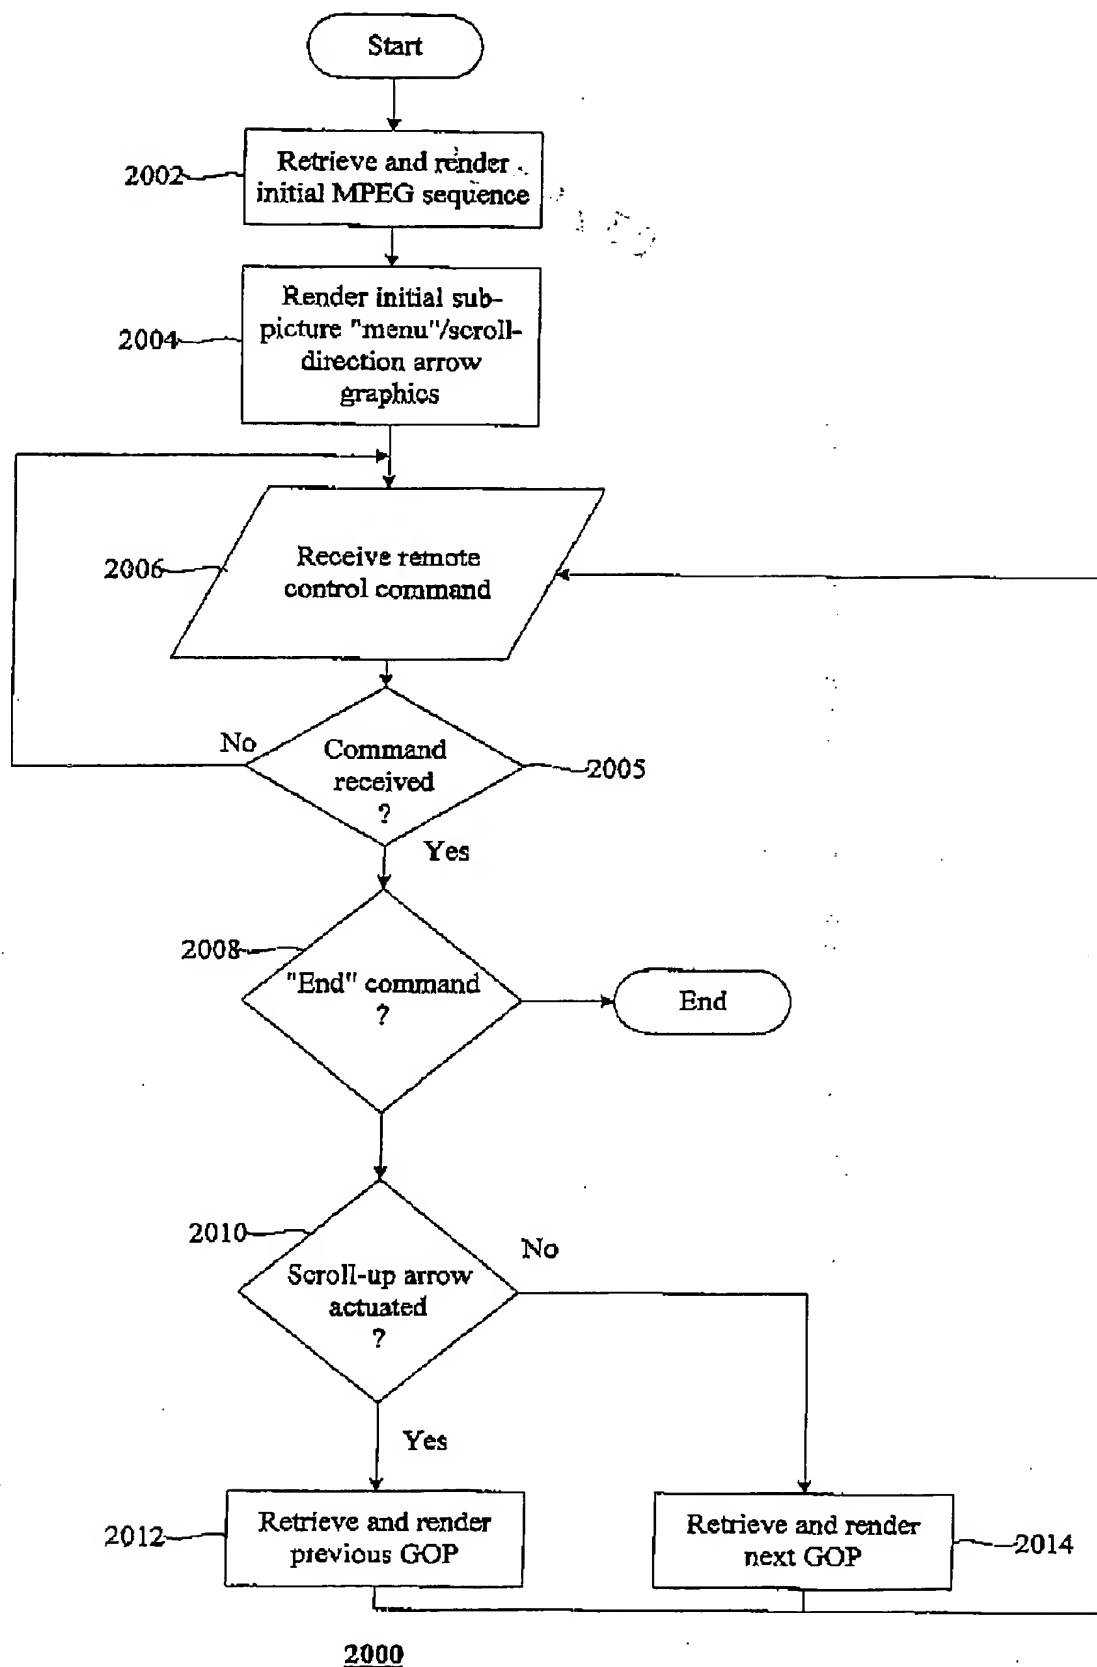 Start
2002
Retrieve and render
initial MPEG sequence
2004
Render initial sub-
picture "menu"/scroll-
direction arrow
graphics
2006
Receive remote
control command
No
Command
received
?
2005
Yes
2008
"End" command
?
End
2010
Scroll-up arrow
actuated
?
No
Yes
2012
Retrieve and render
previous GOP
Retrieve and render
next GOP
2014
2000